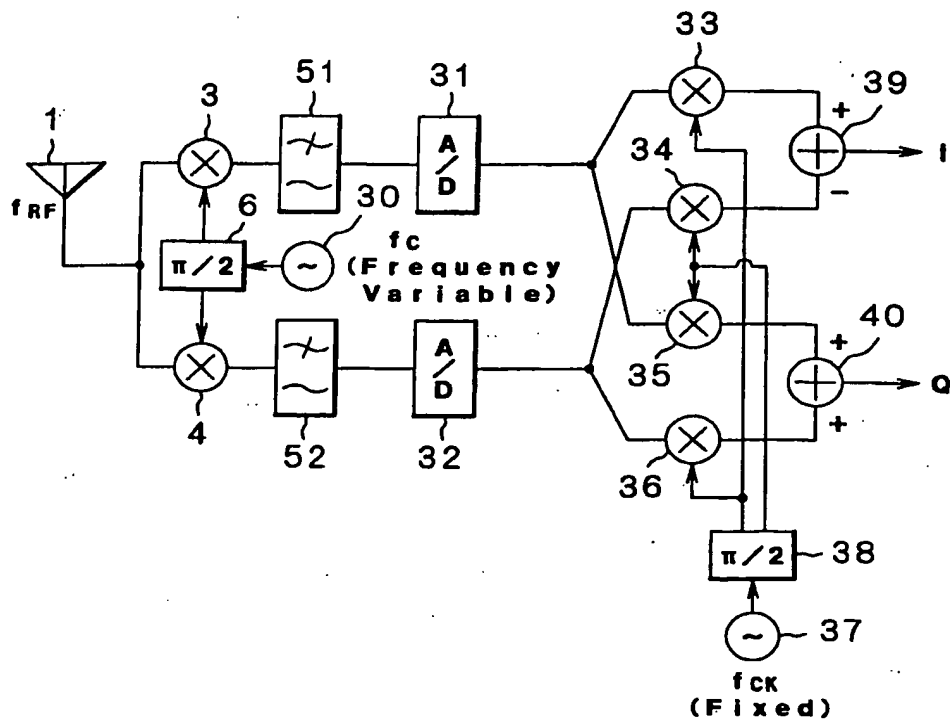 33
51
31
39
1
3
+
A/D
34
I
6
30
−
fRF
π/2
~
fC
(Frequency
Variable)
+
40
35
A/D
Q
4
+
52
32
36
π/2
38
~
37
fCK
(Fixed)